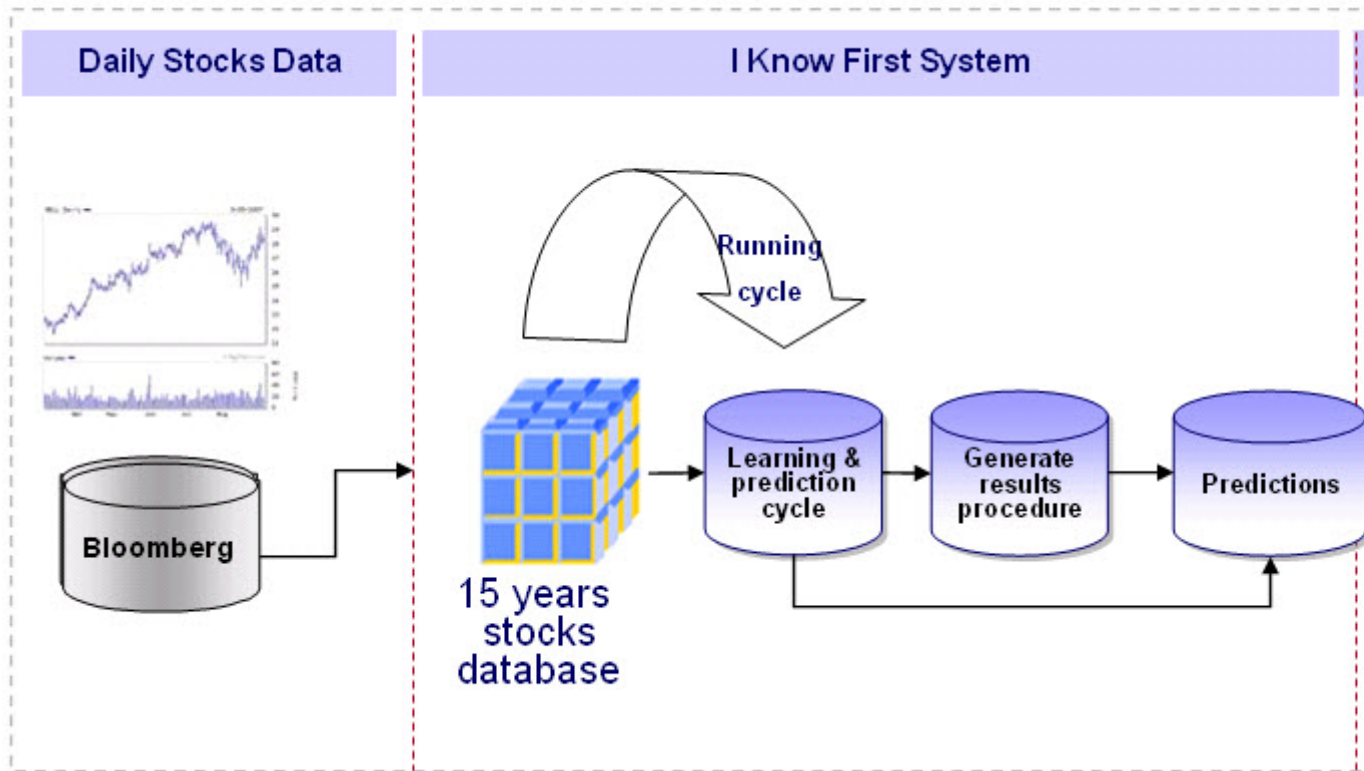 Daily Stocks Data
I Know First System
Running
cycle
Bloomberg
15 years
stocks
database
Learning &
prediction
cycle
Generate
results
procedure
Predictions